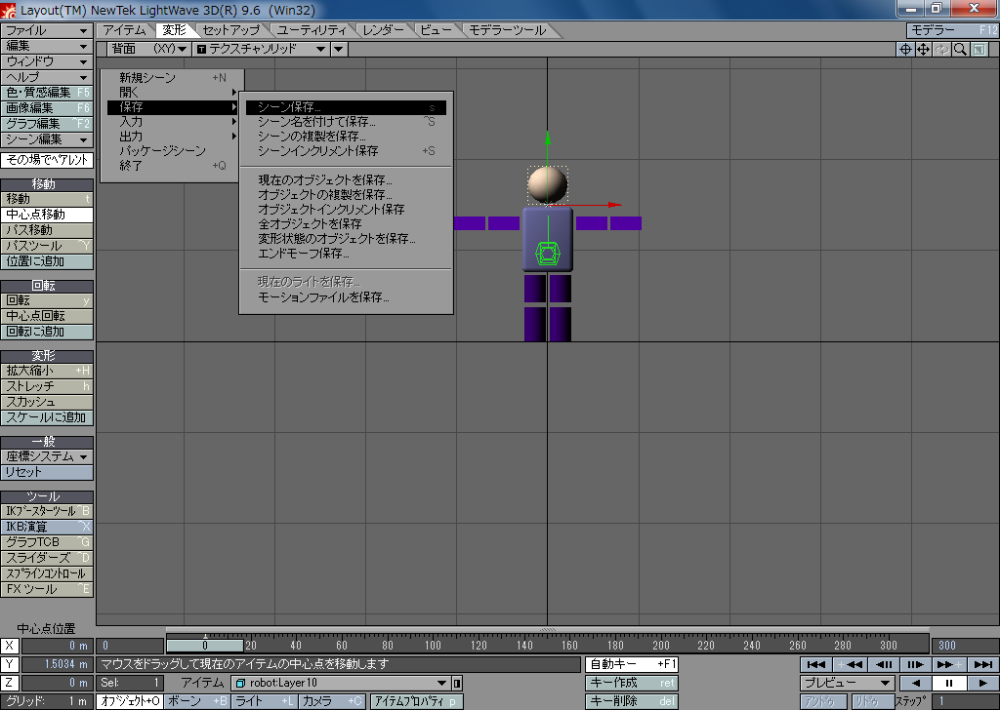 Layout(TM) NewTek LightWave 3D(R) 9.6 (Win32)
ファイル
アイテム 変形 セットアップ ユーティリティ レンダー ビュー モデラーツール
モデラー F12
編集
背面 (XY) テクスチャソリッド
ウィンドウ
ヘルプ
色・質感編集 F5
画像編集 F6
グラフ編集 ^F2
シーン編集
その場でペアレント
新規シーン +N
開く
保存
入力
出力
パッケージシーン
終了 +Q
シーン保存... s
シーン名を付けて保存... ^S
シーンの複製を保存...
シーンインクリメント保存 +S
現在のオブジェクトを保存...
オブジェクトの複製を保存...
オブジェクトインクリメント保存
全オブジェクトを保存
変形状態のオブジェクトを保存...
エンドモーフ保存...
現在のライトを保存...
モーションファイルを保存...
移動
移動 t
中心点移動
パス移動
パスツール ^Y
位置に追加
回転
回転 y
中心点回転
回転に追加
変形
拡大縮小 +H
ストレッチ h
スカッシュ
スケールに追加
一般
座標システム
リセット
ツール
IKブースターツール ^B
IKB演算 ^X
グラフTCB ^G
スライダーズ ^D
スプラインコントロール
FX ツール ^E
中心点位置
X 0 m
0 0 20 40 60 80 100 120 140 160 180 200 220 240 260 280 300 300
Y 1.5034 m
マウスをドラッグして現在のアイテムの中心点を移動します
自動キー +F1
Z 0 m
Sel: 1 アイテム robot:Layer10
キー作成 ret
プレビュー
グリッド: 1 m
オブジェクト+O ボーン +B ライト +L カメラ +C アイテムプロパティ p
キー削除 del
アンドゥ リドゥ ステップ